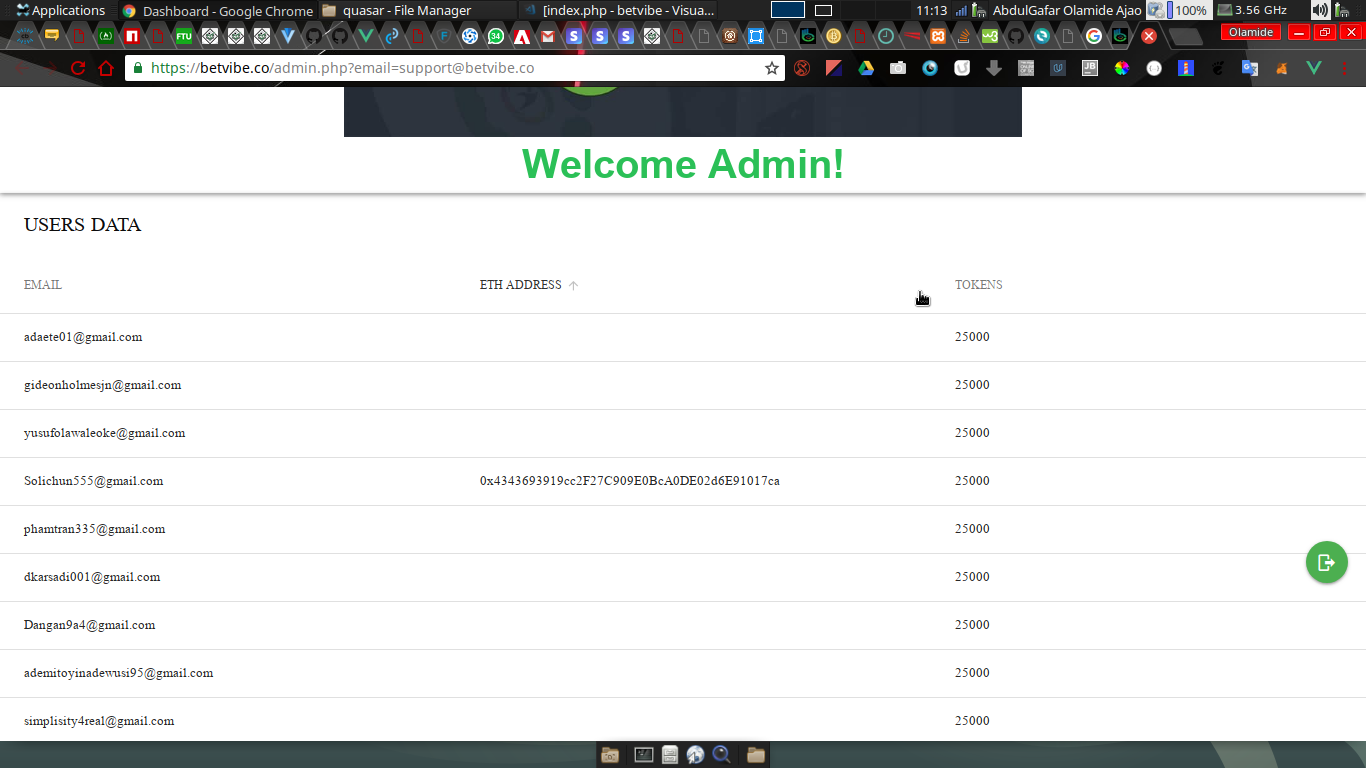 Applications
Dashboard - Google Chrome
quasar - File Manager
[index.php - betvibe - Visua...
11:13
AbdulGafar Olamide Ajao
100%
3.56 GHz
FTU
34
Olamide
https://betvibe.co/admin.php?email=support@betvibe.co
JB
Welcome Admin!
USERS DATA
EMAIL ETH ADDRESS TOKENS
adaete01@gmail.com 25000
gideonholmesjn@gmail.com 25000
yusufolawaleoke@gmail.com 25000
Solichun555@gmail.com 0x4343693919cc2F27C909E0BcA0DE02d6E91017ca 25000
phamtran335@gmail.com 25000
dkarsadi001@gmail.com 25000
Dangan9a4@gmail.com 25000
ademitoyinadewusi95@gmail.com 25000
simplisity4real@gmail.com 25000